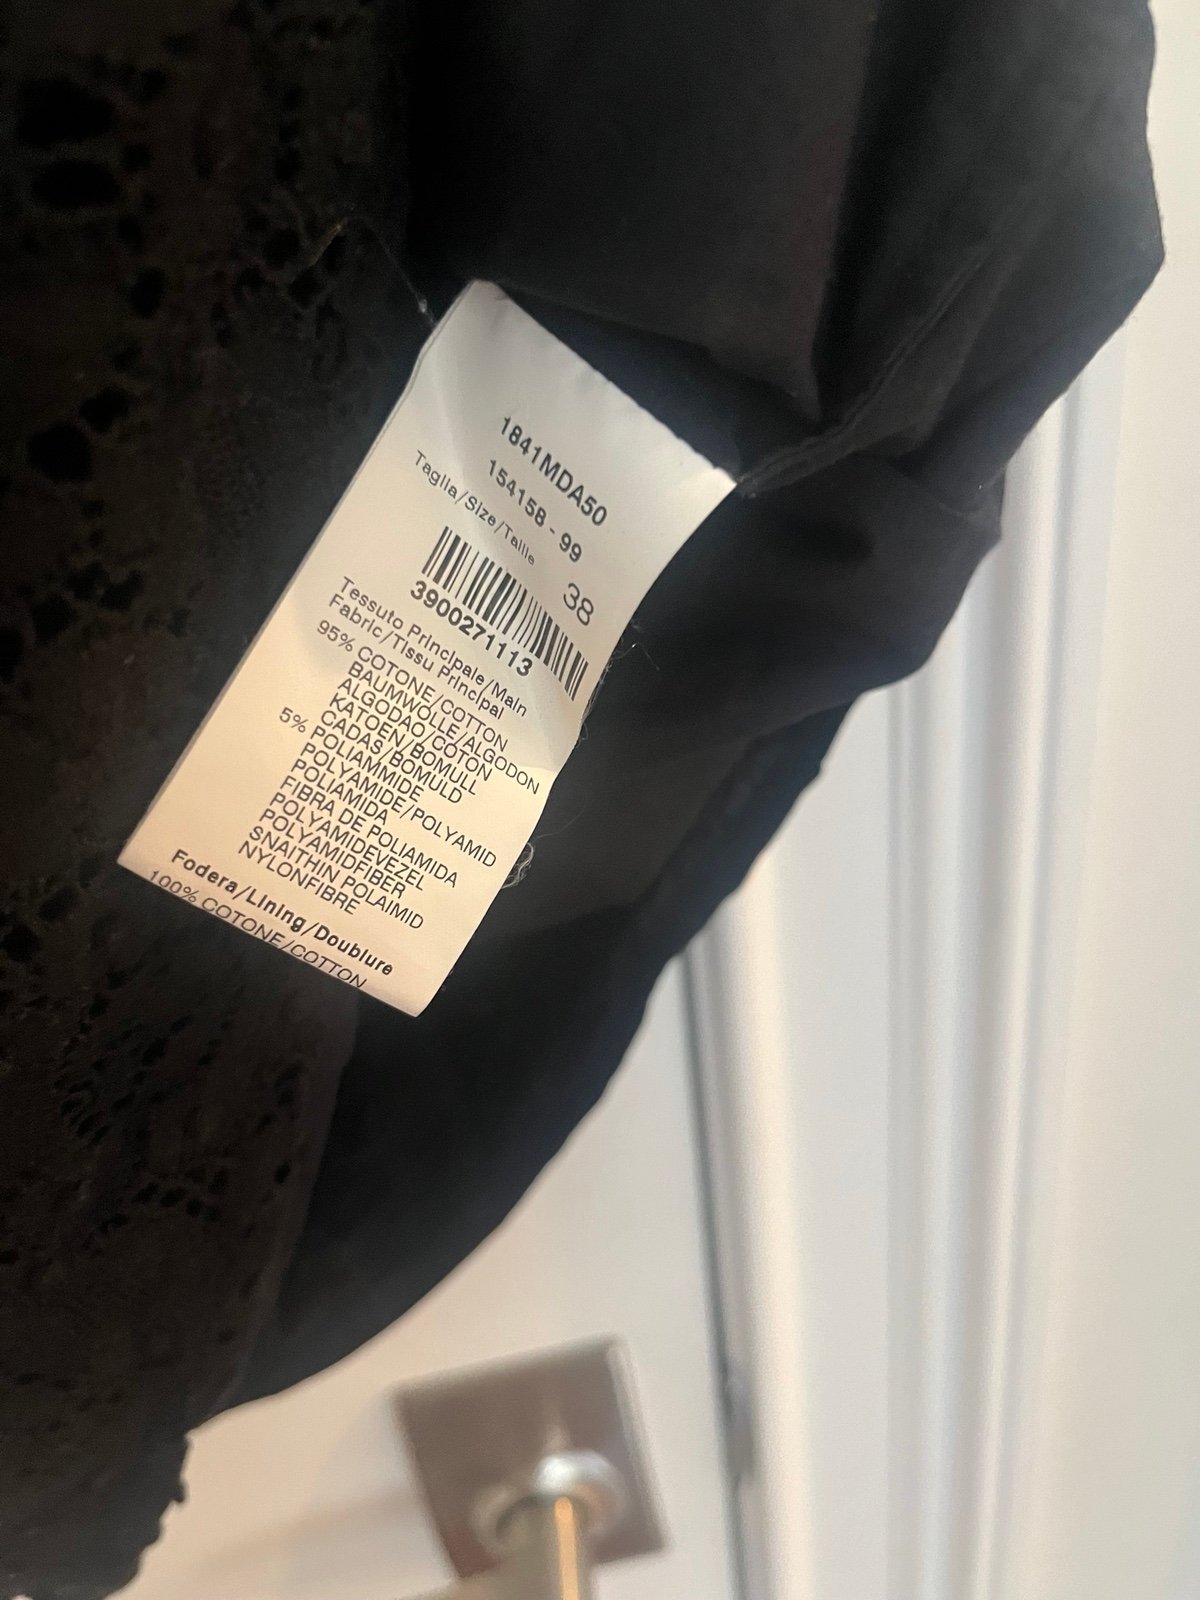 1841MDA50
154158 - 99
Taglia/Size/Taille 38
3900271113
Tessuto Principale/Main
Fabric/Tissu Principal
95% COTONE/COTTON
BAUMWOLLE/ALGODON
ALGODAO/COTON
KATOEN/BOMULL
CADAS/BOMULD
5% POLIAMMIDE
POLYAMIDE/POLYAMID
POLIAMIDA
FIBRA DE POLIAMIDA
POLYAMIDEVEZEL
POLYAMIDFIBER
SNAITHIN POLAIMID
NYLONFIBRE
Fodera/Lining/Doublure
100% COTONE/COTTON